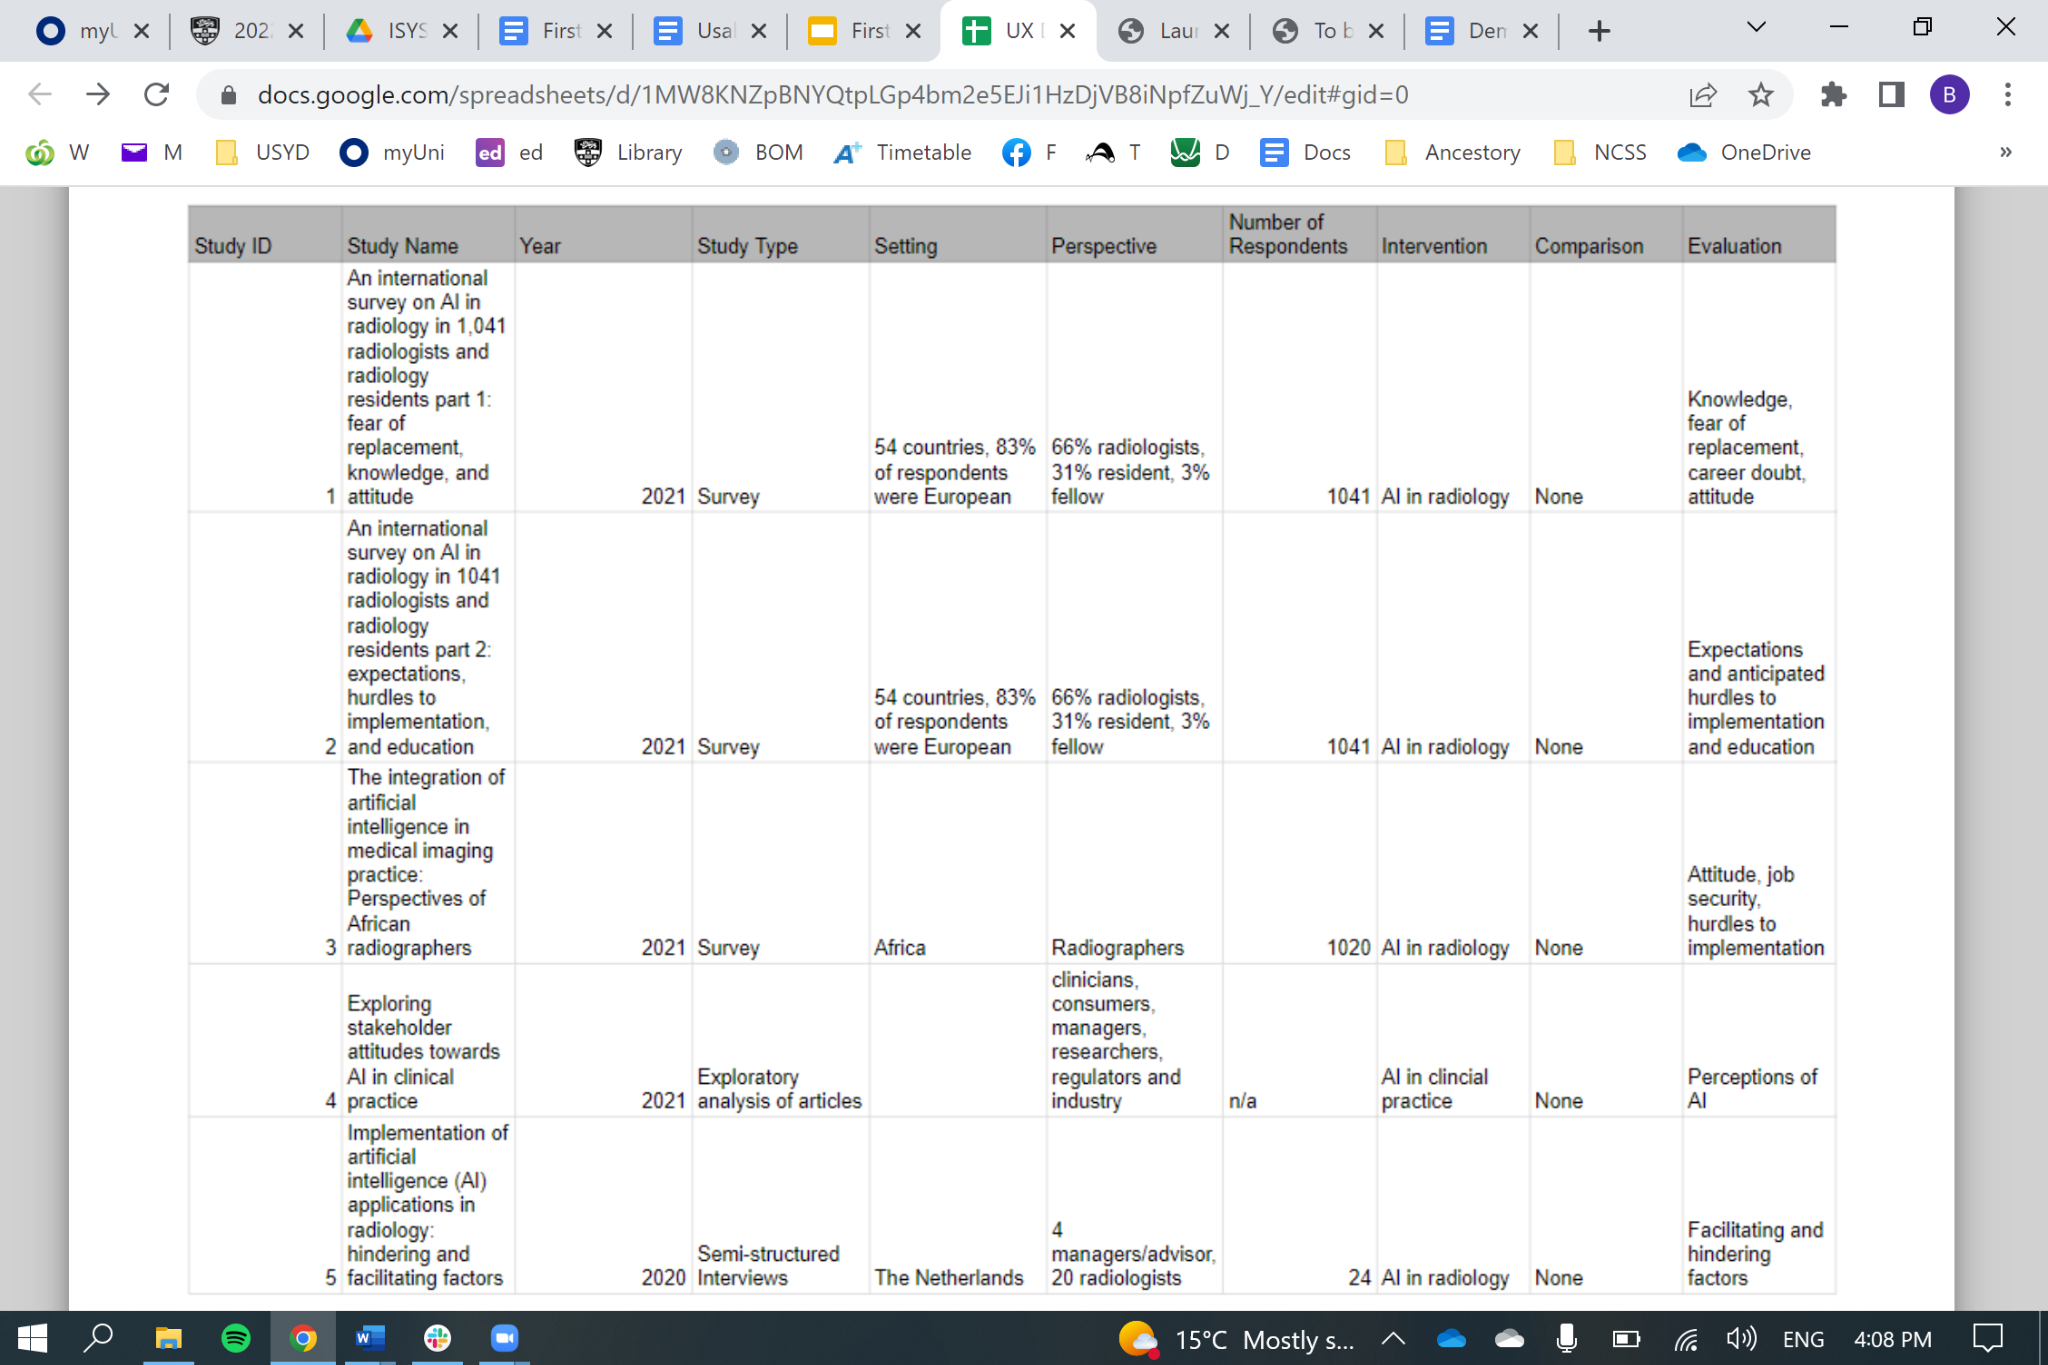 myU
202
ISYS
First
Usa
First
UX
Laun
To b
Dem
docs.google.com/spreadsheets/d/1MW8KNZpBNYQtpLGp4bm2e5EJi1HzDjVB8iNpfZuWj_Y/edit#gid=0
B
W
M
USYD
myUni
ed ed
Library
BOM
Timetable
F
T
D
Docs
Ancestory
NCSS
OneDrive
»
Study ID
Study Name
Year
Study Type
Setting
Perspective
Number of
Respondents
Intervention
Comparison
Evaluation
1
An international
survey on AI in
radiology in 1,041
radiologists and
radiology
residents part 1:
fear of
replacement,
knowledge, and
attitude
2021
Survey
54 countries, 83%
of respondents
were European
66% radiologists,
31% resident, 3%
fellow
1041
AI in radiology
None
Knowledge,
fear of
replacement,
career doubt,
attitude
2
An international
survey on AI in
radiology in 1041
radiologists and
radiology
residents part 2:
expectations,
hurdles to
implementation,
and education
2021
Survey
54 countries, 83%
of respondents
were European
66% radiologists,
31% resident, 3%
fellow
1041
AI in radiology
None
Expectations
and anticipated
hurdles to
implementation
and education
3
The integration of
artificial
intelligence in
medical imaging
practice:
Perspectives of
African
radiographers
2021
Survey
Africa
Radiographers
1020
AI in radiology
None
Attitude, job
security,
hurdles to
implementation
4
Exploring
stakeholder
attitudes towards
AI in clinical
practice
2021
Exploratory
analysis of articles
clinicians,
consumers,
managers,
researchers,
regulators and
industry
n/a
AI in clincial
practice
None
Perceptions of
AI
5
Implementation of
artificial
intelligence (AI)
applications in
radiology:
hindering and
facilitating factors
2020
Semi-structured
Interviews
The Netherlands
4
managers/advisor,
20 radiologists
24
AI in radiology
None
Facilitating and
hindering
factors
15°C Mostly s...
ENG
4:08 PM